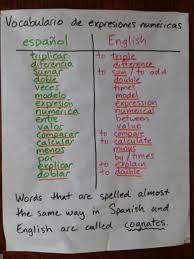 Vocabulario de expresiones numéricas
español English
triplicar to triple
diferencia difference
sumar to sum / to add
doble double
veces times
modelo model
expresión expression
numérica numerical
entre between
valor value
comparar to compare
calcular to calculate
menos minus
por by / times
explicar to explain
doblar to double
Words that are spelled almost
the same way in Spanish and
English are called cognates.